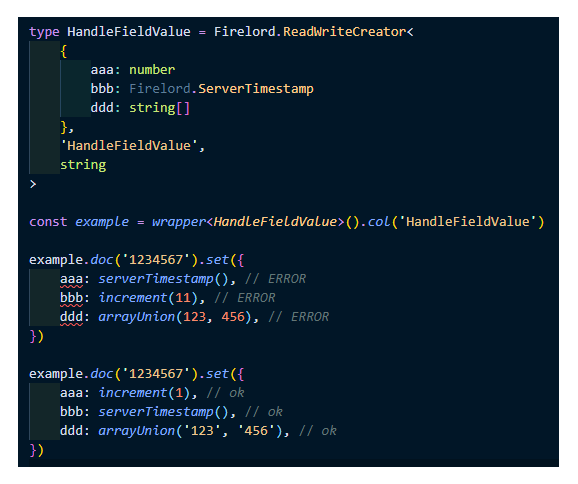 type HandleFieldValue = Firelord.ReadWriteCreator<
{
aaa: number
bbb: Firelord.ServerTimestamp
ddd: string[]
},
'HandleFieldValue',
string
>
const example = wrapper<HandleFieldValue>().col('HandleFieldValue')
example.doc('1234567').set({
aaa: serverTimestamp(), // ERROR
bbb: increment(11), // ERROR
ddd: arrayUnion(123, 456), // ERROR
})
example.doc('1234567').set({
aaa: increment(1), // ok
bbb: serverTimestamp(), // ok
ddd: arrayUnion('123', '456'), // ok
})